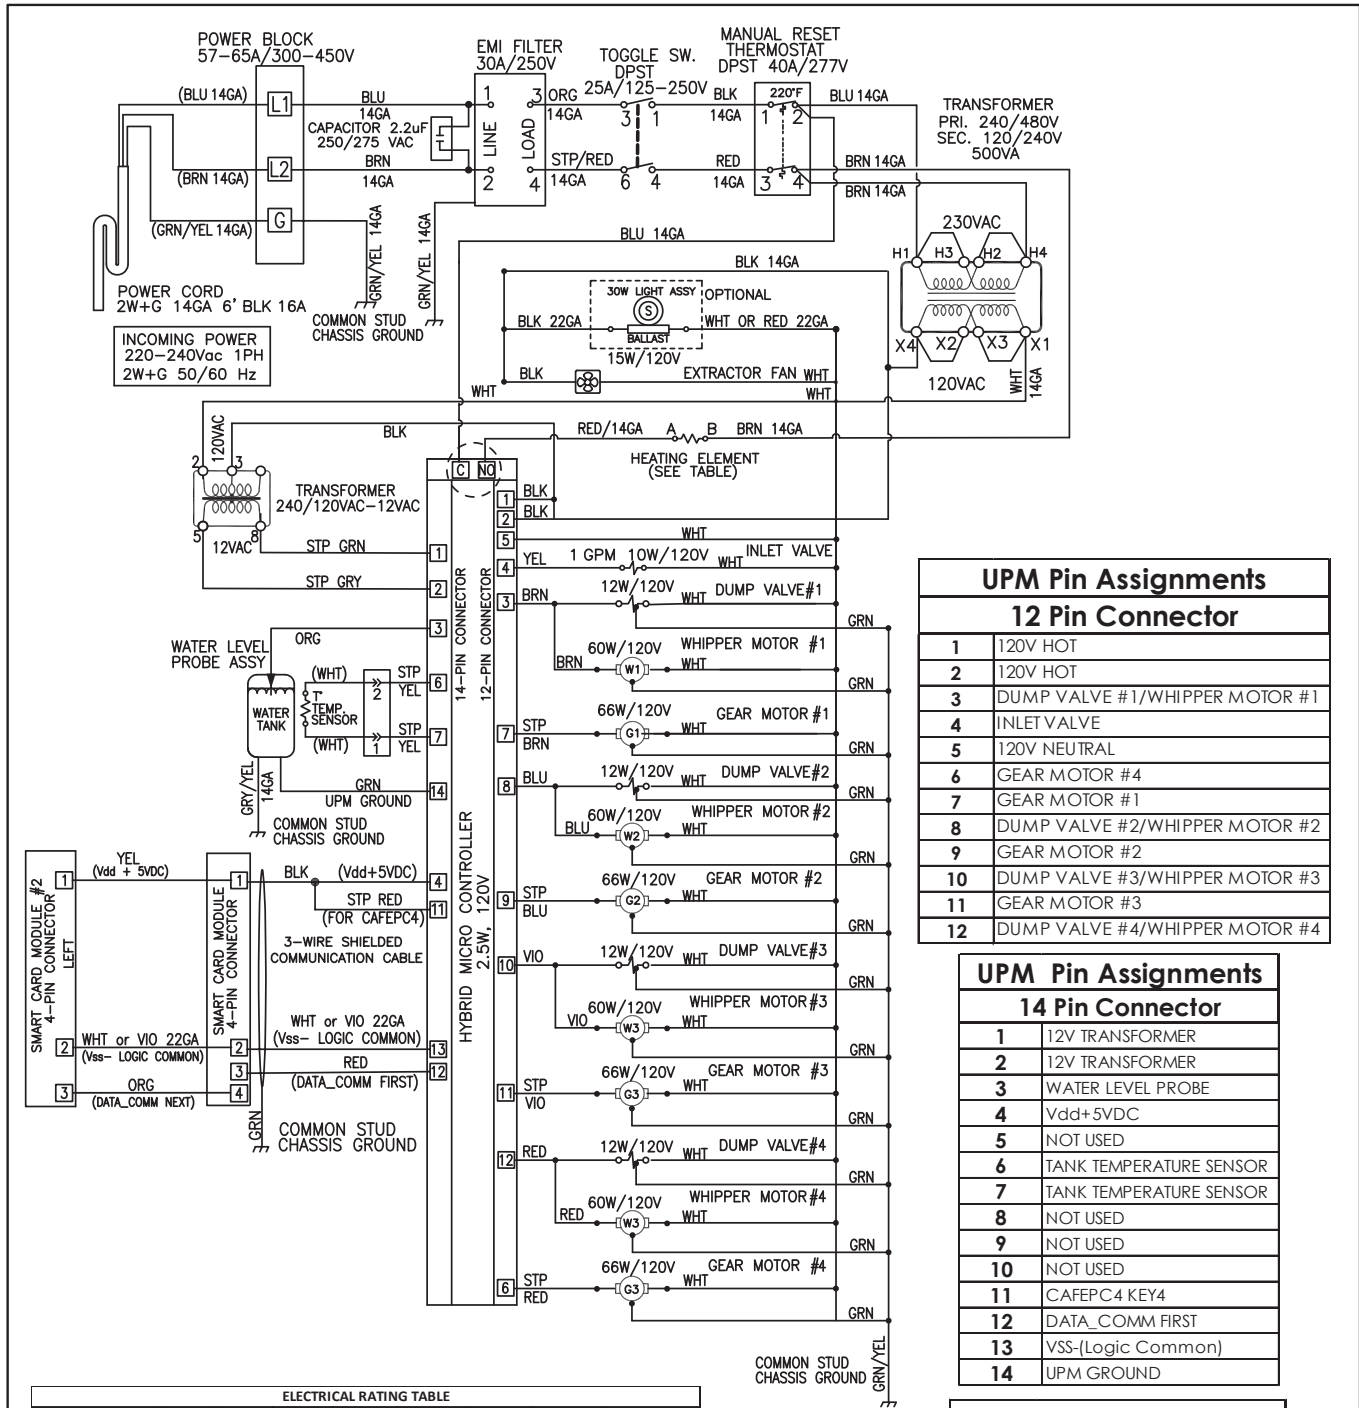 POWER BLOCK
57-65A/300-450V
(BLU 14GA)
L1
BLU
14GA
CAPACITOR 2.2uF
250/275 VAC
(BRN 14GA)
L2
BRN
14GA
(GRN/YEL 14GA)
G
GRN/YEL 14GA
GRN/YEL 14GA
POWER CORD
2W+G 14GA 6' BLK 16A
COMMON STUD
CHASSIS GROUND
INCOMING POWER
220-240Vac 1PH
2W+G 50/60 Hz
EMI FILTER
30A/250V
1
3
LINE
LOAD
2
4
ORG
14GA
STP/RED
14GA
TOGGLE SW.
DPST
25A/125-250V
3
1
6
4
BLK
14GA
RED
14GA
MANUAL RESET
THERMOSTAT
DPST 40A/277V
220°F
1
2
3
4
BLU 14GA
BRN 14GA
BRN 14GA
TRANSFORMER
PRI. 240/480V
SEC. 120/240V
500VA
230VAC
H1
H3
H2
H4
X4
X2
X3
X1
120VAC
WHT
14GA
BLU 14GA
BLK 14GA
30W LIGHT ASSY
OPTIONAL
S
BLK 22GA
BALLAST
WHT OR RED 22GA
15W/120V
BLK
EXTRACTOR FAN
WHT
WHT
WHT
BLK
RED/14GA
A
B
BRN 14GA
HEATING ELEMENT
(SEE TABLE)
120VAC
2
3
TRANSFORMER
240/120VAC-12VAC
5
12VAC
8
STP GRN
STP GRY
ORG
WATER LEVEL
PROBE ASSY
WATER
TANK
(WHT)
T°
TEMP.
SENSOR
(WHT)
2
1
STP
YEL
STP
YEL
GRN
UPM GROUND
GRY/YEL
14GA
COMMON STUD
CHASSIS GROUND
SMART CARD MODULE #2
4-PIN CONNECTOR
LEFT
1
2
3
YEL
(Vdd + 5VDC)
WHT or VIO 22GA
(Vss- LOGIC COMMON)
ORG
(DATA_COMM NEXT)
SMART CARD MODULE
4-PIN CONNECTOR
1
2
3
4
BLK
(Vdd+5VDC)
STP RED
(FOR CAFEPC4)
3-WIRE SHIELDED
COMMUNICATION CABLE
WHT or VIO 22GA
(Vss- LOGIC COMMON)
RED
(DATA_COMM FIRST)
GRN
COMMON STUD
CHASSIS GROUND
C
NO
14-PIN CONNECTOR
12-PIN CONNECTOR
HYBRID MICRO CONTROLLER
2.5W, 120V
1
2
3
6
7
14
4
11
13
12
1
BLK
2
BLK
5
WHT
4
YEL
1 GPM 10W/120V
WHT
INLET VALVE
3
BRN
12W/120V
WHT
DUMP VALVE#1
GRN
BRN
60W/120V
W1
WHT
WHIPPER MOTOR #1
GRN
7
STP
BRN
66W/120V
G1
WHT
GEAR MOTOR #1
GRN
8
BLU
12W/120V
WHT
DUMP VALVE#2
GRN
BLU
60W/120V
W2
WHT
WHIPPER MOTOR #2
GRN
9
STP
BLU
66W/120V
G2
WHT
GEAR MOTOR #2
GRN
10
VIO
12W/120V
WHT
DUMP VALVE#3
GRN
VIO
60W/120V
W3
WHT
WHIPPER MOTOR#3
GRN
11
STP
VIO
66W/120V
G3
WHT
GEAR MOTOR #3
GRN
12
RED
12W/120V
WHT
DUMP VALVE#4
GRN
RED
60W/120V
W3
WHT
WHIPPER MOTOR#4
GRN
6
STP
RED
66W/120V
G3
WHT
GEAR MOTOR #4
GRN
COMMON STUD
CHASSIS GROUND
GRN/YEL
UPM Pin Assignments
12 Pin Connector
1 120V HOT
2 120V HOT
3 DUMP VALVE #1/WHIPPER MOTOR #1
4 INLET VALVE
5 120V NEUTRAL
6 GEAR MOTOR #4
7 GEAR MOTOR #1
8 DUMP VALVE #2/WHIPPER MOTOR #2
9 GEAR MOTOR #2
10 DUMP VALVE #3/WHIPPER MOTOR #3
11 GEAR MOTOR #3
12 DUMP VALVE #4/WHIPPER MOTOR #4
UPM Pin Assignments
14 Pin Connector
1 12V TRANSFORMER
2 12V TRANSFORMER
3 WATER LEVEL PROBE
4 Vdd+5VDC
5 NOT USED
6 TANK TEMPERATURE SENSOR
7 TANK TEMPERATURE SENSOR
8 NOT USED
9 NOT USED
10 NOT USED
11 CAFEPC4 KEY4
12 DATA_COMM FIRST
13 VSS-(Logic Common)
14 UPM GROUND
ELECTRICAL RATING TABLE